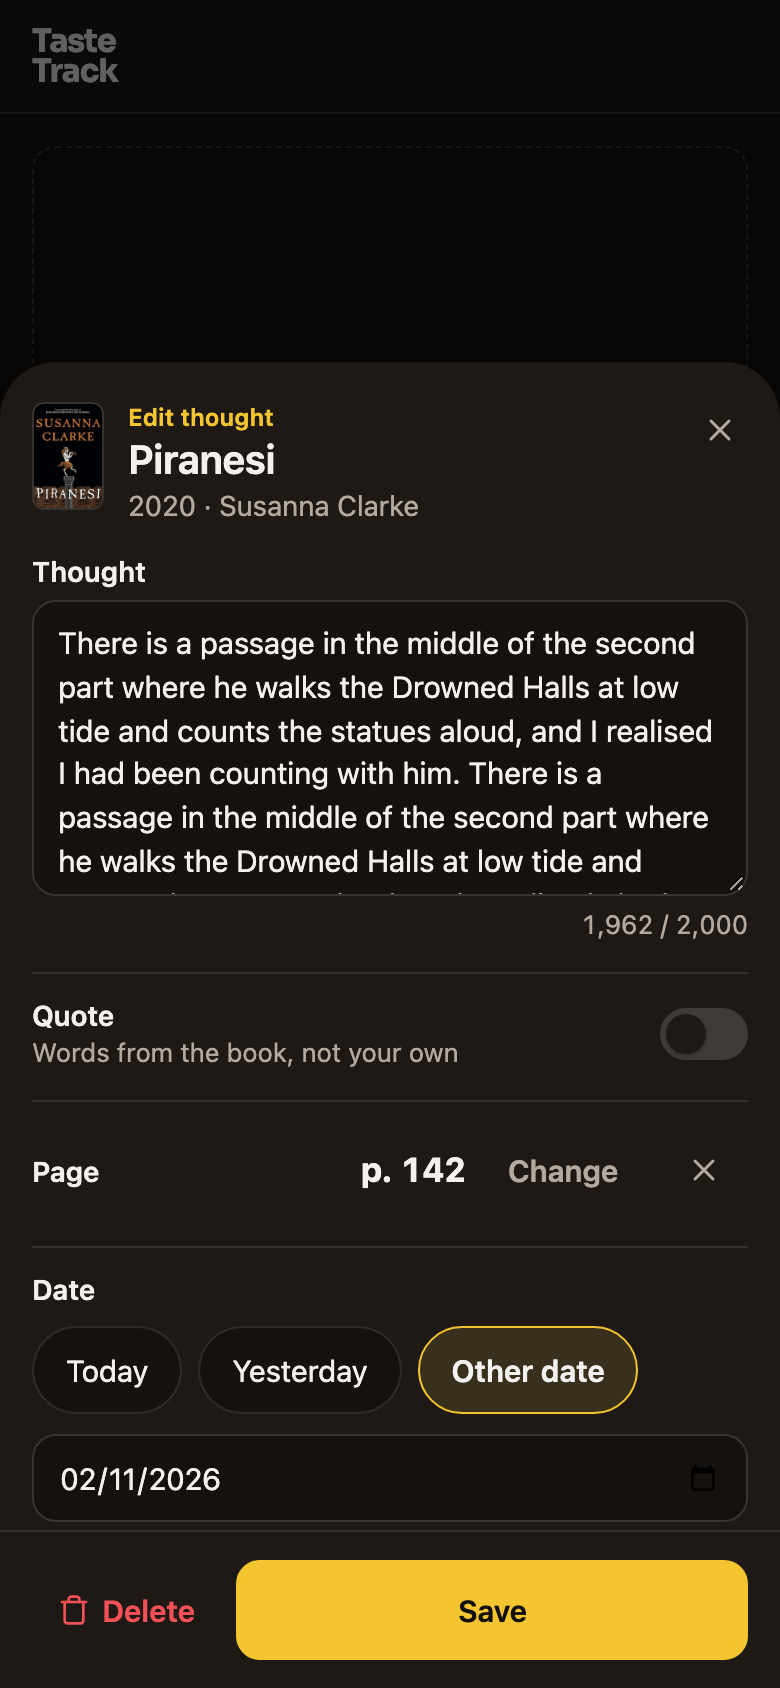 Taste
Track
SUSANNA
CLARKE
PIRANESI
Edit thought
Piranesi
2020 · Susanna Clarke
Thought
There is a passage in the middle of the second
part where he walks the Drowned Halls at low
tide and counts the statues aloud, and I realised
I had been counting with him. There is a
passage in the middle of the second part where
he walks the Drowned Halls at low tide and
1,962 / 2,000
Quote
Words from the book, not your own
Page
p. 142 Change
Date
Today Yesterday Other date
02/11/2026
Delete Save